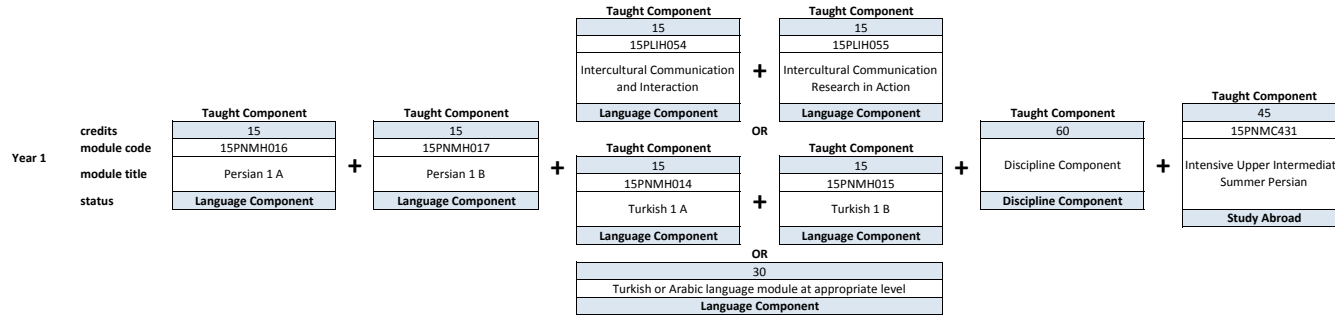 Taught Component
15
15PLIH054
Intercultural Communication
and Interaction
Language Component
+
Taught Component
15
15PLIH055
Intercultural Communication
Research in Action
Language Component
OR
Year 1
credits
module code
module title
status
Taught Component
15
15PNMH016
Persian 1 A
Language Component
+
Taught Component
15
15PNMH017
Persian 1 B
Language Component
+
Taught Component
15
15PNMH014
Turkish 1 A
Language Component
+
Taught Component
15
15PNMH015
Turkish 1 B
Language Component
OR
30
Turkish or Arabic language module at appropriate level
Language Component
+
Taught Component
60
Discipline Component
Discipline Component
+
Taught Component
45
15PNMC431
Intensive Upper Intermediat
Summer Persian
Study Abroad